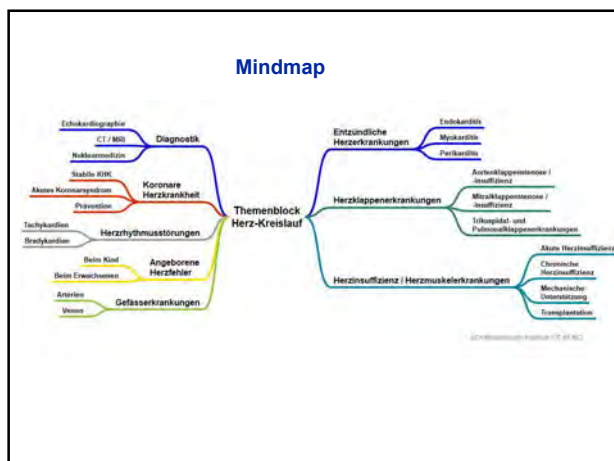 Mindmap
Echokardiographie
CT / MRI
Nuklearmedizin
Diagnostik
Stabile KHK
Akutes Koronarsyndrom
Prävention
Koronare
Herzkrankheit
Tachykardien
Bradykardien
Herzrhythmusstörungen
Beim Kind
Beim Erwachsenen
Angeborene
Herzfehler
Arterien
Venen
Gefässerkrankungen
Themenblock
Herz-Kreislauf
Entzündliche
Herzerkrankungen
Endokarditis
Myokarditis
Perikarditis
Herzklappenerkrankungen
Aortenklappenstenose /
-insuffizienz
Mitralklappenstenose /
-insuffizienz
Trikuspidal- und
Pulmonalklappenerkrankungen
Herzinsuffizienz / Herzmuskelerkrankungen
Akute Herzinsuffizienz
Chronische
Herzinsuffizienz
Mechanische
Unterstützung
Transplantation